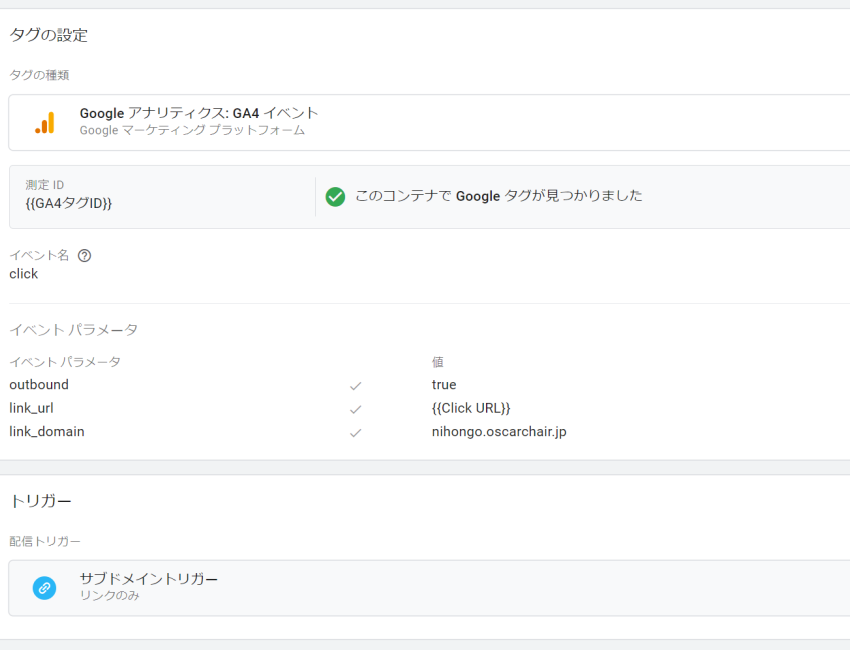 タグの設定
タグの種類
Google アナリティクス: GA4 イベント
Google マーケティング プラットフォーム
測定 ID
{{GA4タグID}}
このコンテナで Google タグが見つかりました
イベント名
click
イベント パラメータ
イベント パラメータ 値
outbound true
link_url {{Click URL}}
link_domain nihongo.oscarchair.jp
トリガー
配信トリガー
サブドメイントリガー
リンクのみ